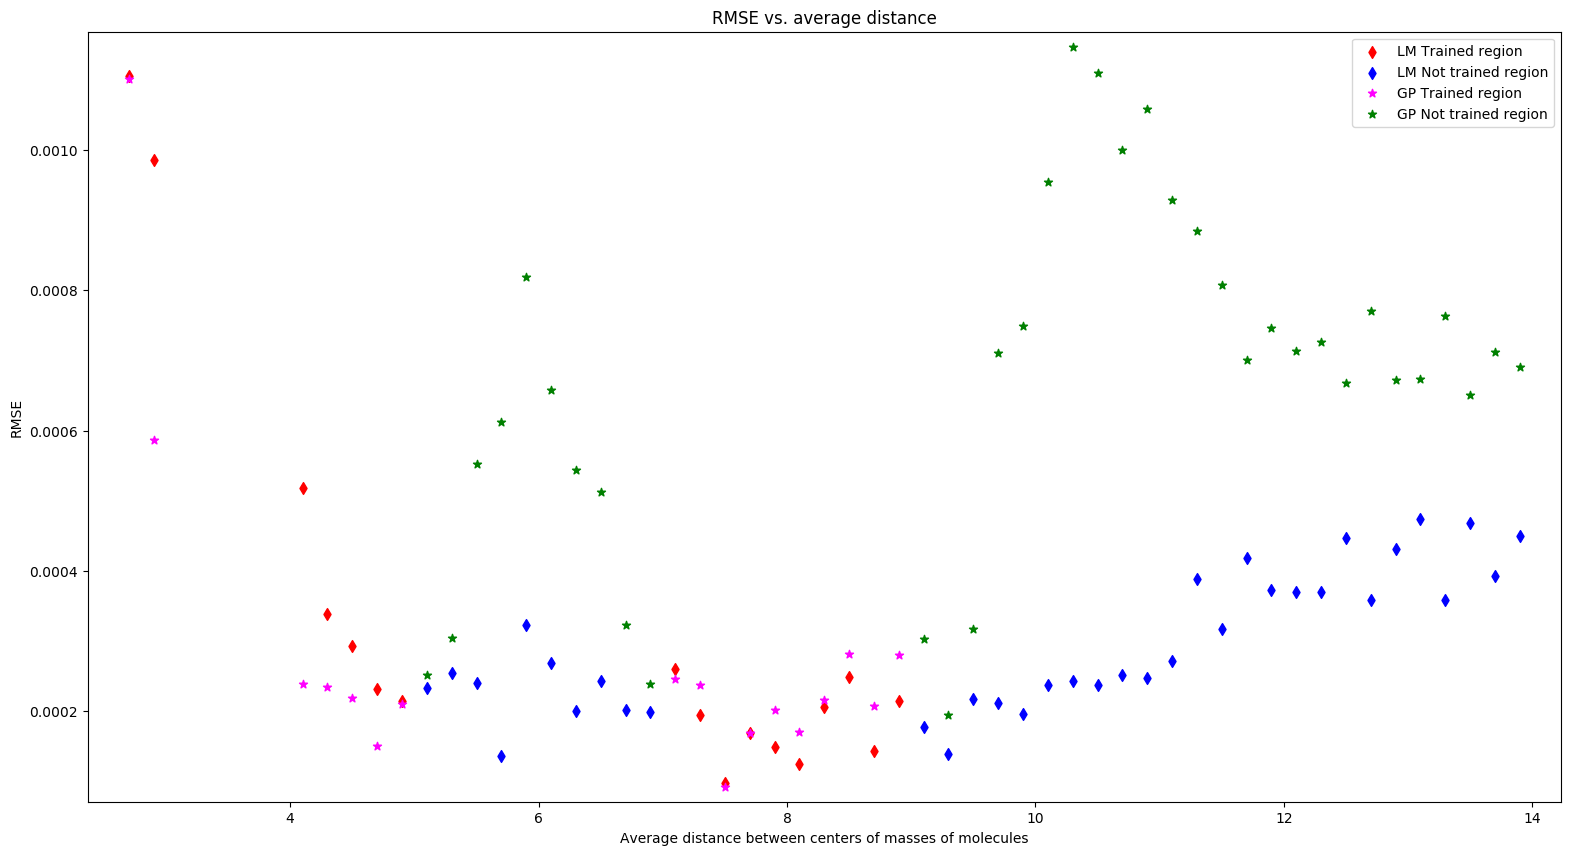 RMSE vs. average distance
LM Trained region
LM Not trained region
GP Trained region
GP Not trained region
RMSE
0.0010
0.0008
0.0006
0.0004
0.0002
4
6
8
10
12
14
Average distance between centers of masses of molecules